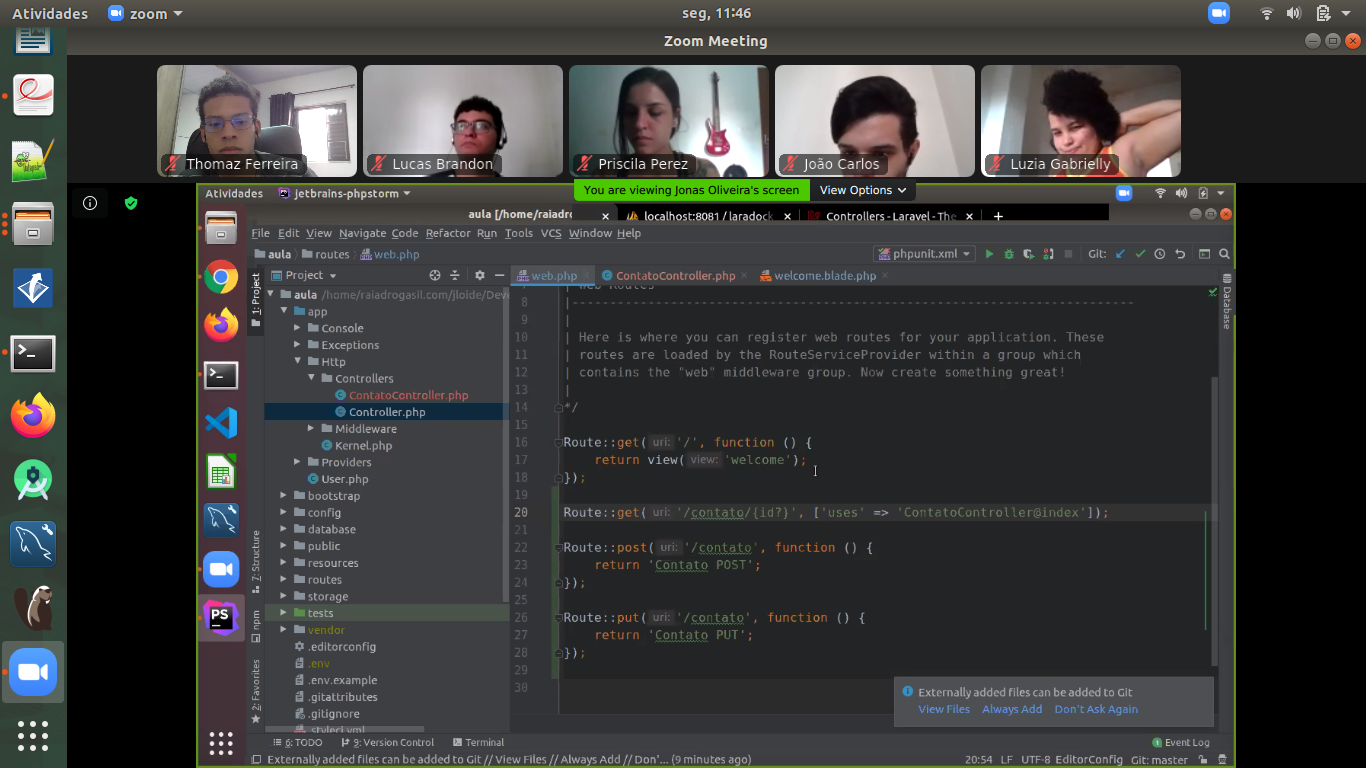 Atividades zoom seg, 11:46
Zoom Meeting
Thomaz Ferreira Lucas Brandon Priscila Perez João Carlos Luzia Gabrielly
You are viewing Jonas Oliveira's screen View Options
Atividades jetbrains-phpstorm
aula [/home/raiadro localhost:8081 / laradock Controllers - Laravel - The
File Edit View Navigate Code Refactor Run Tools VCS Window Help
aula routes web.php phpunit.xml Git:
Project web.php ContatoController.php welcome.blade.php
1: Project
7: Structure
npm
2: Favorites
Database
aula /home/raiadrogasil.com/jloide/Deve
app
Console
Exceptions
Http
Controllers
ContatoController.php
Controller.php
Middleware
Kernel.php
Providers
User.php
bootstrap
config
database
public
resources
routes
storage
tests
vendor
.editorconfig
.env
.env.example
.gitattributes
.gitignore
.styleci.yml
| Web Routes
8 |--------------------------------------------------------------------------
9 |
10 | Here is where you can register web routes for your application. These
11 | routes are loaded by the RouteServiceProvider within a group which
12 | contains the "web" middleware group. Now create something great!
13 |
14 */
15
16 Route::get( uri: '/', function () {
17 return view( view: 'welcome');
18 });
19
20 Route::get( uri: '/contato/{id?}', ['uses' => 'ContatoController@index']);
21
22 Route::post( uri: '/contato', function () {
23 return 'Contato POST';
24 });
25
26 Route::put( uri: '/contato', function () {
27 return 'Contato PUT';
28 });
29
30
Externally added files can be added to Git
View Files Always Add Don't Ask Again
PS
6: TODO 9: Version Control Terminal 1 Event Log
Externally added files can be added to Git // View Files // Always Add // Don'... (9 minutes ago) 20:54 LF UTF-8 EditorConfig Git: master